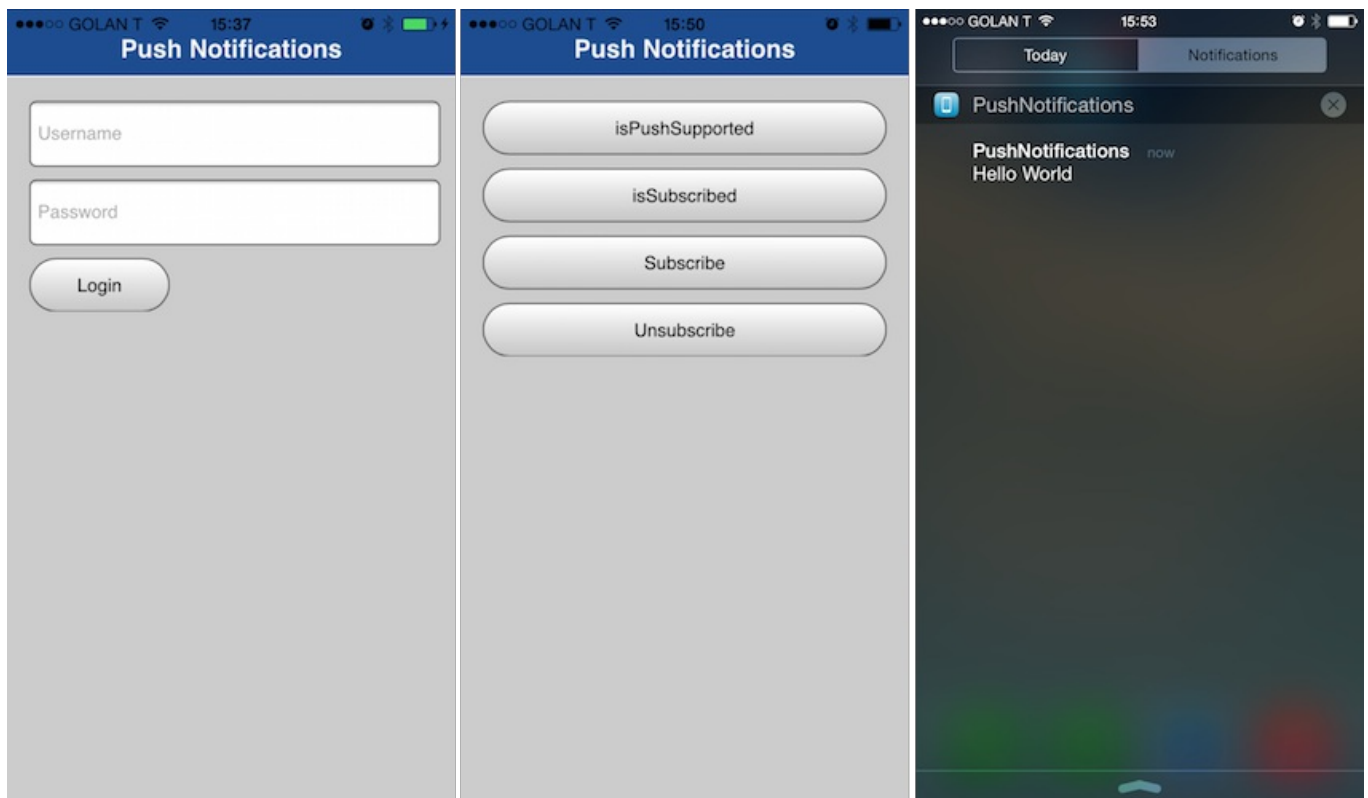 GOLAN T 15:37
Push Notifications
Username
Password
Login
GOLAN T 15:50
Push Notifications
isPushSupported
isSubscribed
Subscribe
Unsubscribe
GOLAN T 15:53
Today Notifications
PushNotifications
PushNotifications now
Hello World